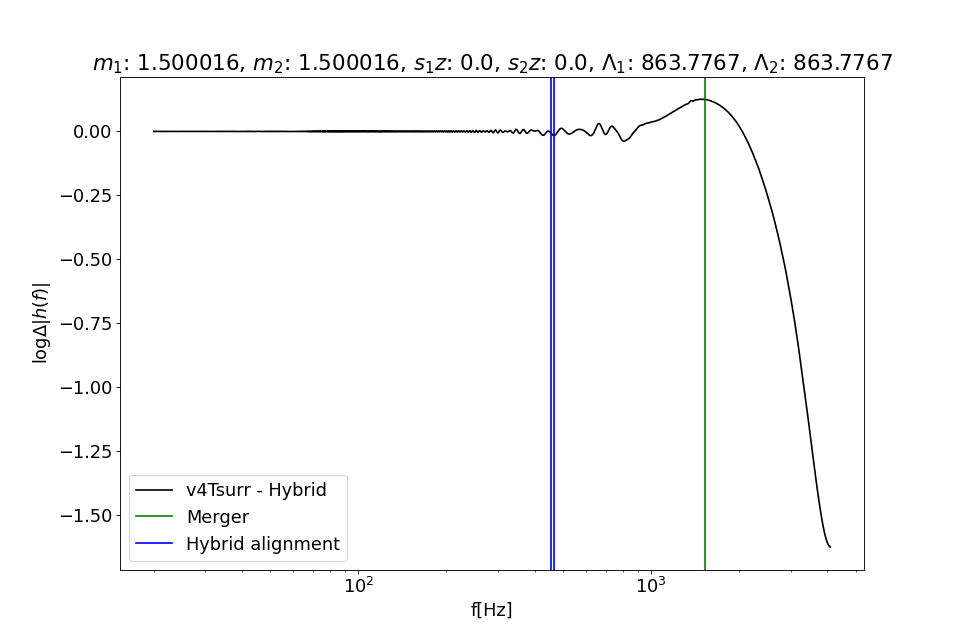 m₁: 1.500016, m₂: 1.500016, s₁z: 0.0, s₂z: 0.0, Λ₁: 863.7767, Λ₂: 863.7767
0.00
−0.25
−0.50
−0.75
−1.00
−1.25
−1.50
logΔ|h(f)|
v4Tsurr - Hybrid
Merger
Hybrid alignment
10² 10³
f[Hz]